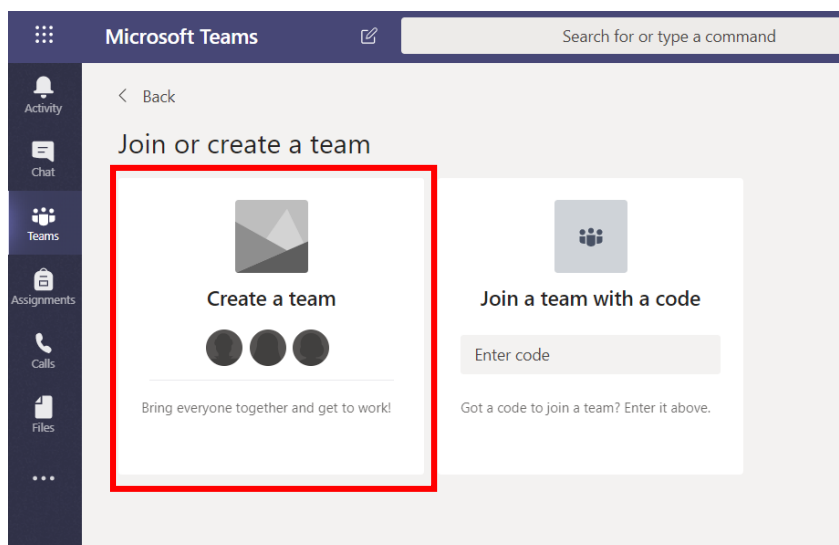 Microsoft Teams
Search for or type a command
Activity
Chat
Teams
Assignments
Calls
Files
Back
Join or create a team
Create a team
Bring everyone together and get to work!
Join a team with a code
Enter code
Got a code to join a team? Enter it above.